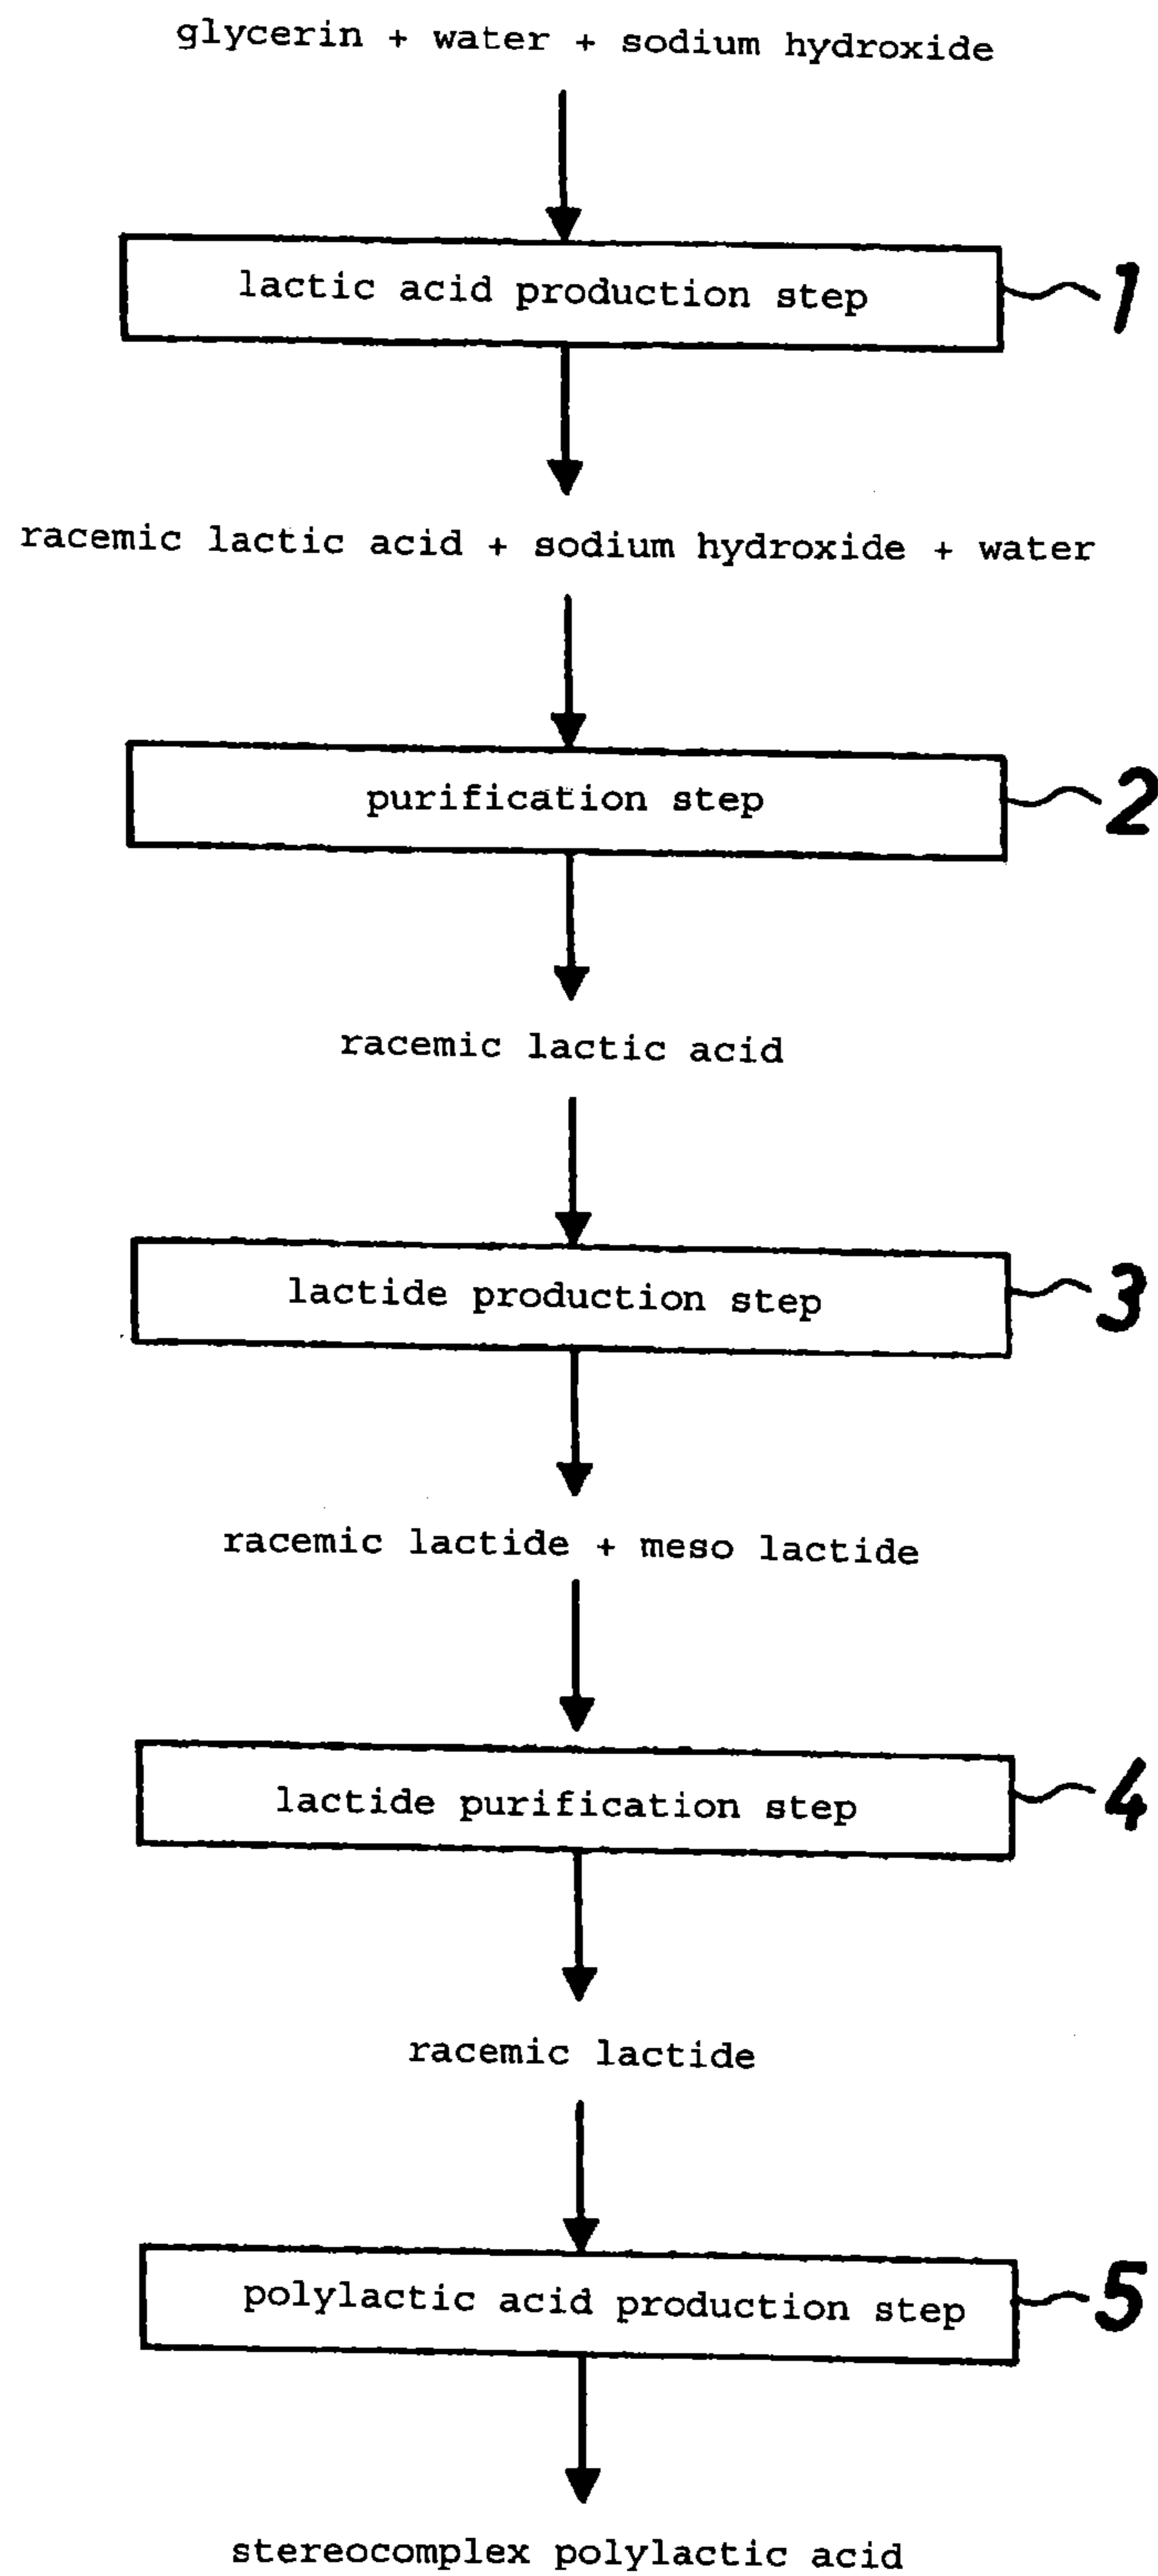 glycerin + water + sodium hydroxide
lactic acid production step 1
racemic lactic acid + sodium hydroxide + water
purification step 2
racemic lactic acid
lactide production step 3
racemic lactide + meso lactide
lactide purification step 4
racemic lactide
polylactic acid production step 5
stereocomplex polylactic acid